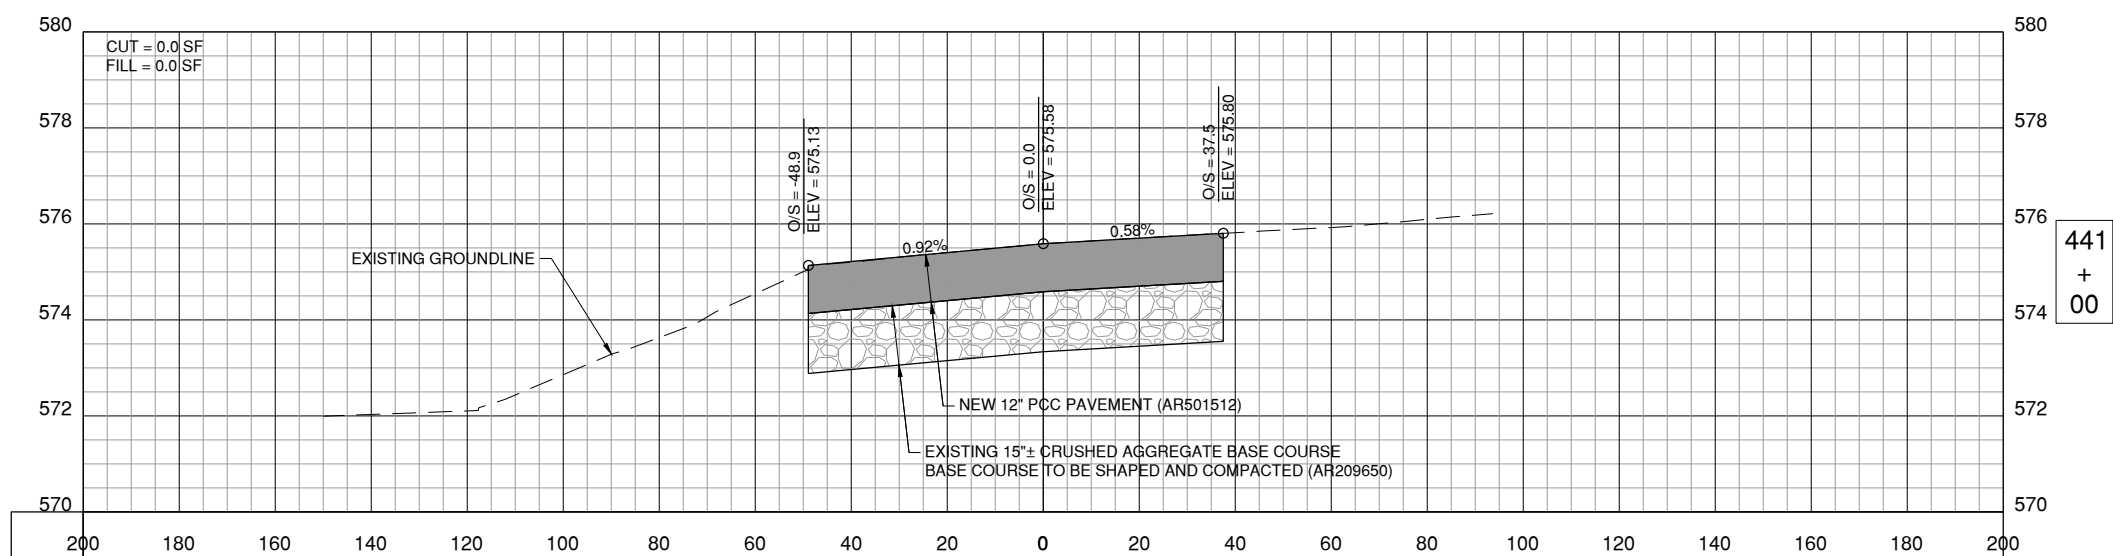 580
580
CUT = 0.0 SF
FILL = 0.0 SF
578
578
O/S = -48.9
ELEV = 575.13
O/S = 0.0
ELEV = 575.58
O/S = 37.5
ELEV = 575.80
576
576
0.92%
0.58%
EXISTING GROUNDLINE
441
+
00
574
574
572
572
NEW 12" PCC PAVEMENT (AR501512)
EXISTING 15"± CRUSHED AGGREGATE BASE COURSE
BASE COURSE TO BE SHAPED AND COMPACTED (AR209650)
570
570
200 180 160 140 120 100 80 60 40 20 0 20 40 60 80 100 120 140 160 180 200